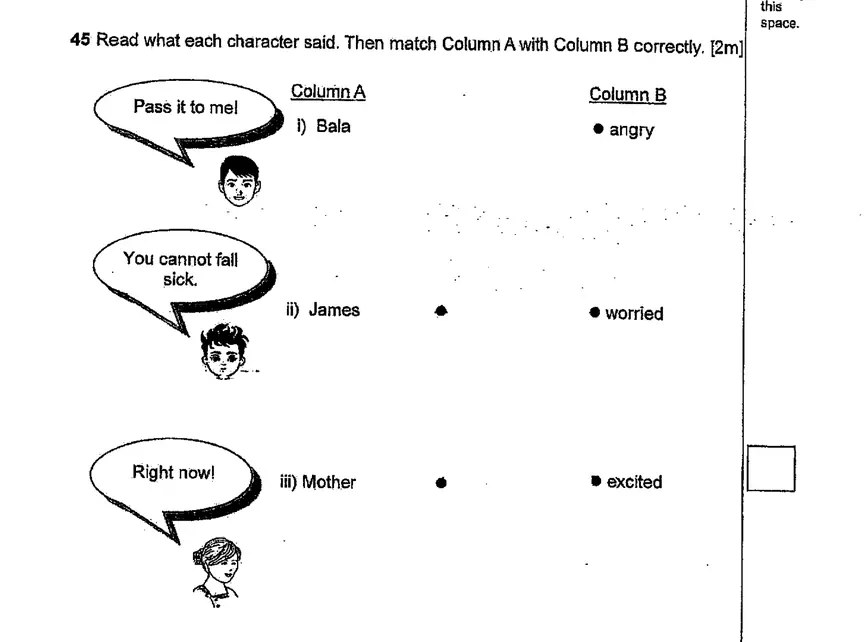 this
space.
45 Read what each character said. Then match Column A with Column B correctly. [2m]
Column A
Column B
Pass it to me!
i) Bala
angry
You cannot fall
sick.
ii) James
worried
Right now!
iii) Mother
excited